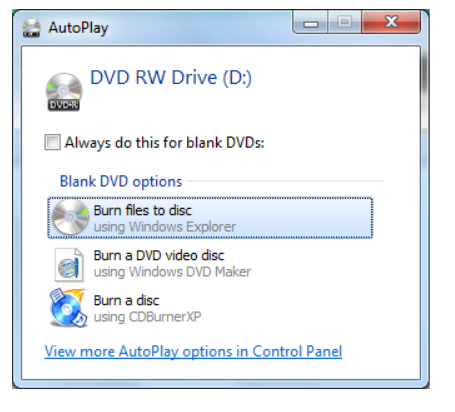 AutoPlay
DVD RW Drive (D:)
DVD+R
Always do this for blank DVDs:
Blank DVD options
Burn files to disc
using Windows Explorer
Burn a DVD video disc
using Windows DVD Maker
Burn a disc
using CDBurnerXP
View more AutoPlay options in Control Panel